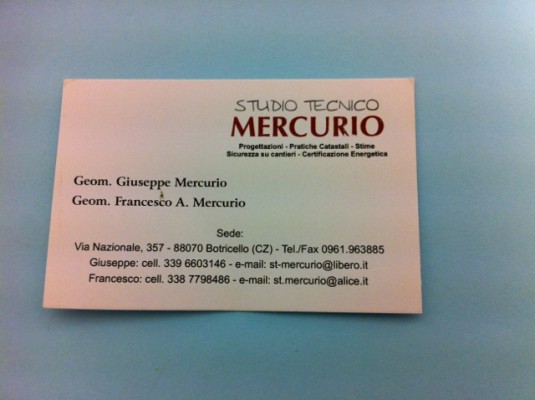 STUDIO TECNICO
MERCURIO
Progettazioni - Pratiche Catastali - Stime
Sicurezza su cantieri - Certificazione Energetica
Geom. Giuseppe Mercurio
Geom. Francesco A. Mercurio
Sede:
Via Nazionale, 357 - 88070 Botricello (CZ) - Tel./Fax 0961.963885
Giuseppe: cell. 339 6603146 - e-mail: st-mercurio@libero.it
Francesco: cell. 338 7798486 - e-mail: st.mercurio@alice.it